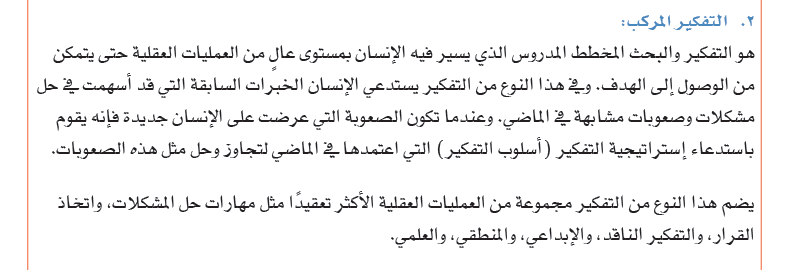 ٢. التفكير المركب:
هو التفكير والبحث المخطط المدروس الذي يسير فيه الإنسان بمستوى عالٍ من العمليات العقلية حتى يتمكن
من الوصول إلى الهدف. وفي هذا النوع من التفكير يستدعي الإنسان الخبرات السابقة التي قد أسهمت في حل
مشكلات وصعوبات مشابهة في الماضي. وعندما تكون الصعوبة التي عرضت على الإنسان جديدة فإنه يقوم
باستدعاء إستراتيجية التفكير (أسلوب التفكير) التي اعتمدها في الماضي لتجاوز وحل مثل هذه الصعوبات.
يضم هذا النوع من التفكير مجموعة من العمليات العقلية الأكثر تعقيدًا مثل مهارات حل المشكلات، واتخاذ
القرار، والتفكير الناقد، والإبداعي، والمنطقي، والعلمي.